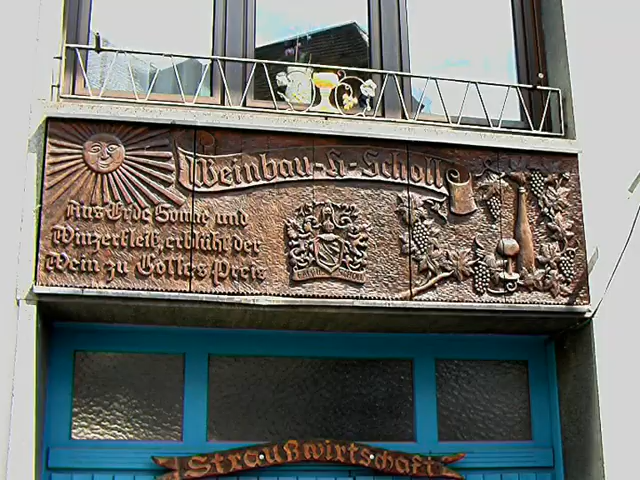 Weinbau-H-Scholl
Aus Erde Sonne und
Winzerfleiß, erblüht der
Wein zu Gottes Preis
Straußwirtschaft